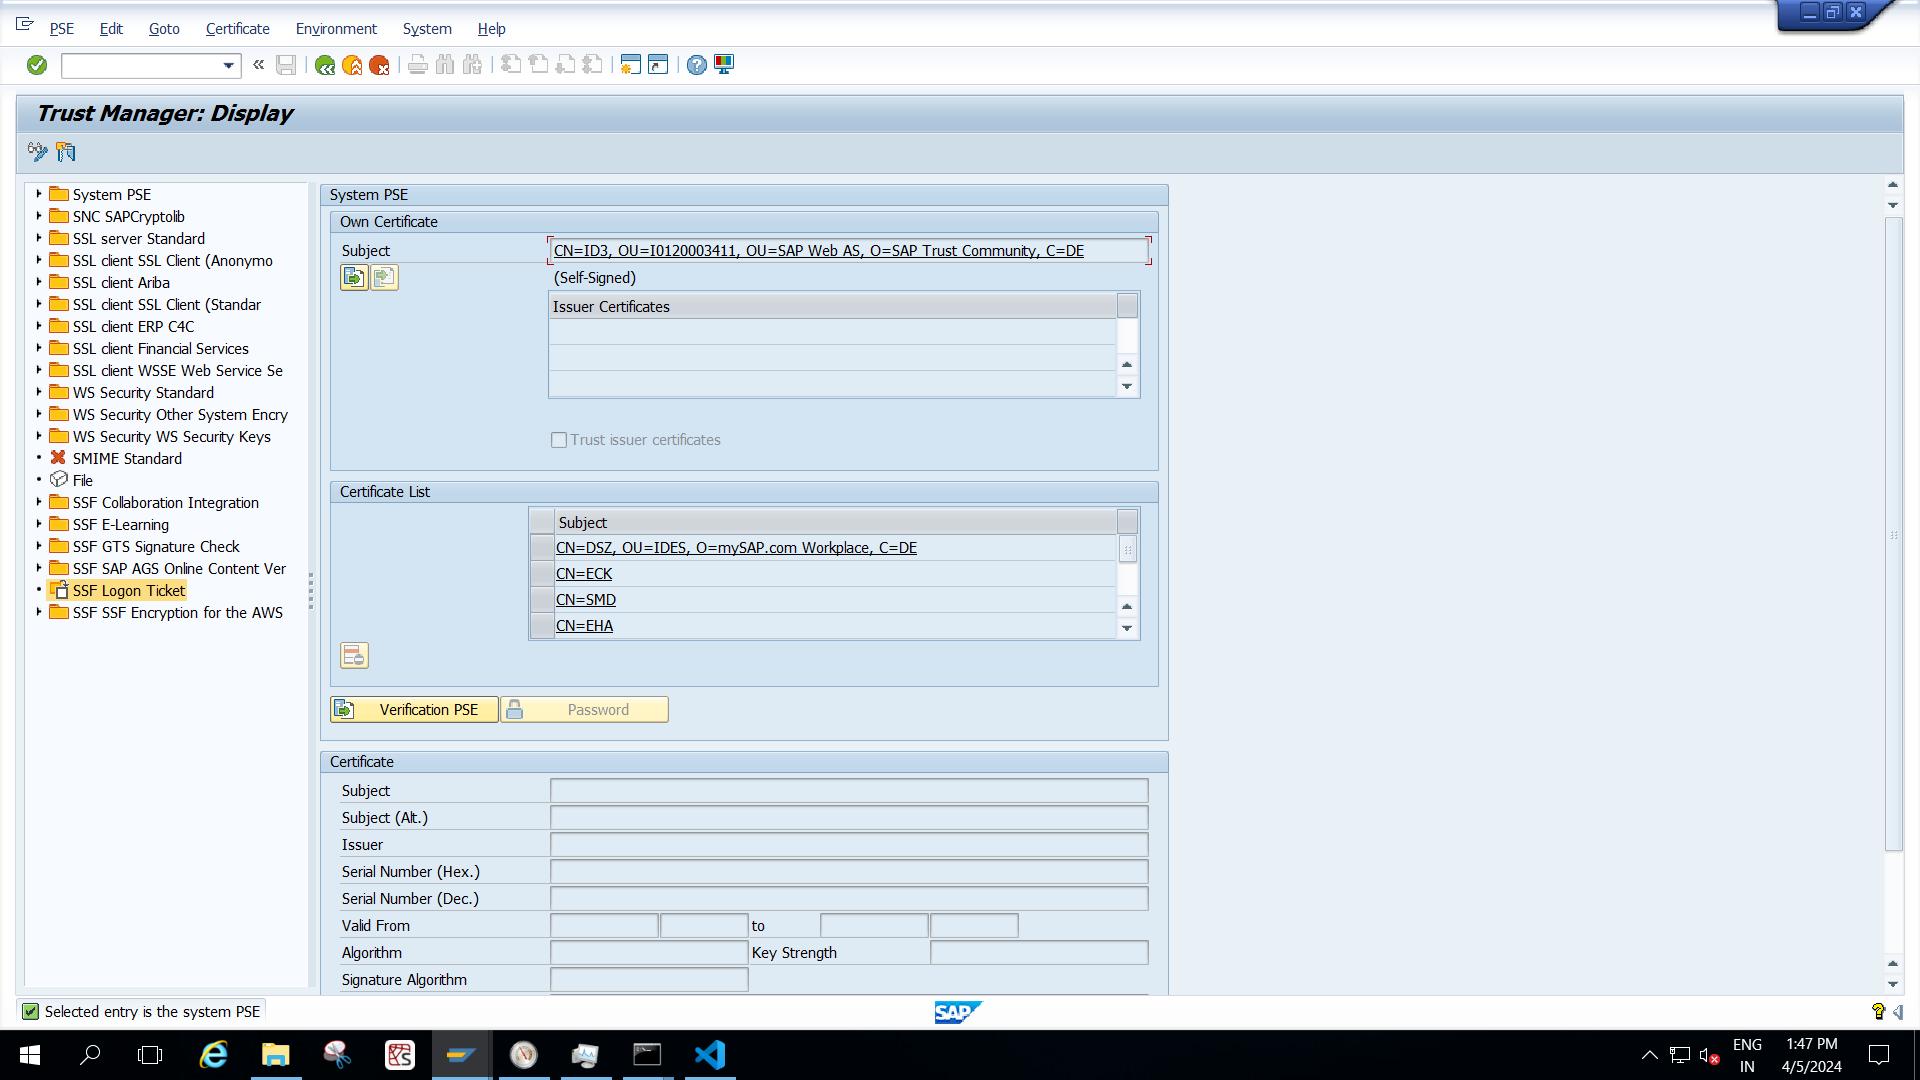 PSE Edit Goto Certificate Environment System Help
Trust Manager: Display
System PSE
SNC SAPCryptolib
SSL server Standard
SSL client SSL Client (Anonymo
SSL client Ariba
SSL client SSL Client (Standar
SSL client ERP C4C
SSL client Financial Services
SSL client WSSE Web Service Se
WS Security Standard
WS Security Other System Encry
WS Security WS Security Keys
SMIME Standard
File
SSF Collaboration Integration
SSF E-Learning
SSF GTS Signature Check
SSF SAP AGS Online Content Ver
SSF Logon Ticket
SSF SSF Encryption for the AWS
System PSE
Own Certificate
Subject CN=ID3, OU=I0120003411, OU=SAP Web AS, O=SAP Trust Community, C=DE
(Self-Signed)
Issuer Certificates
Trust issuer certificates
Certificate List
Subject
CN=DSZ, OU=IDES, O=mySAP.com Workplace, C=DE
CN=ECK
CN=SMD
CN=EHA
Verification PSE Password
Certificate
Subject
Subject (Alt.)
Issuer
Serial Number (Hex.)
Serial Number (Dec.)
Valid From to
Algorithm Key Strength
Signature Algorithm
Selected entry is the system PSE
SAP
ENG 1:47 PM
IN 4/5/2024